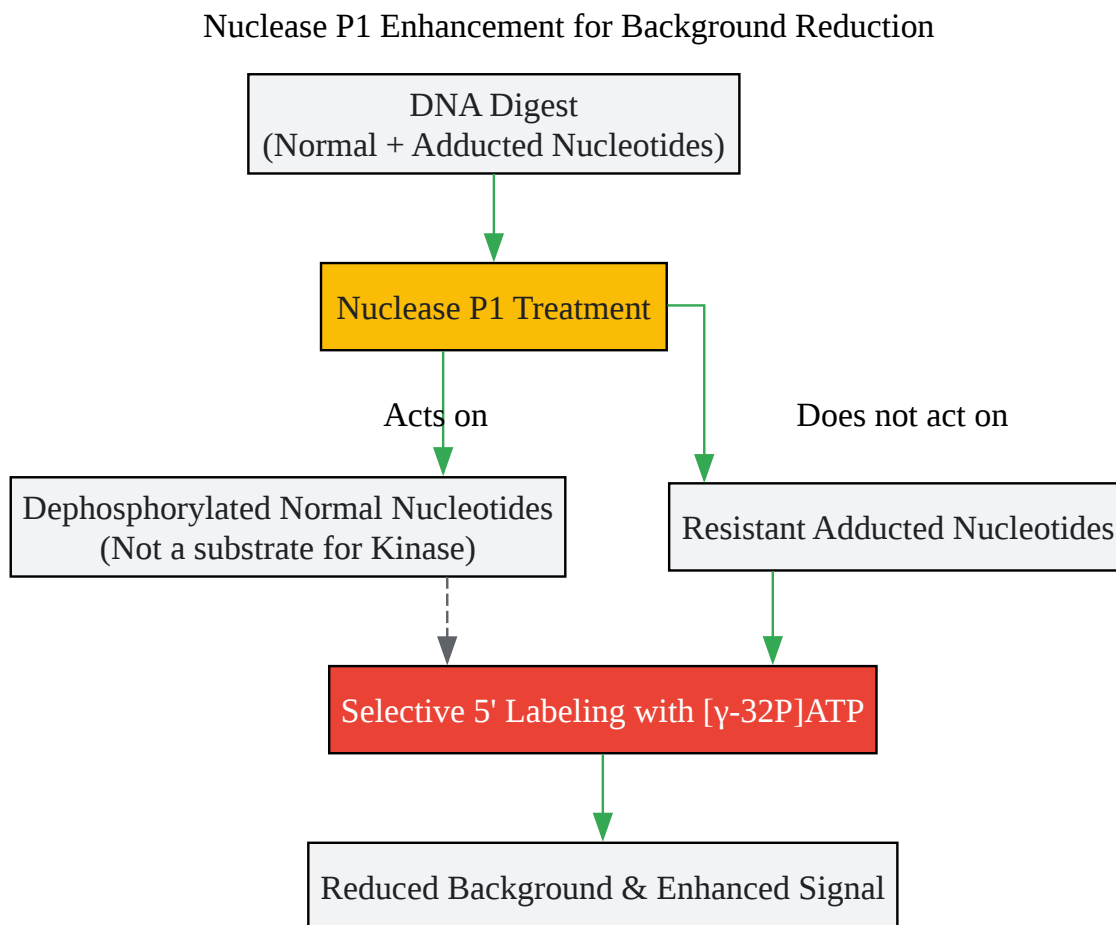 Nuclease P1 Enhancement for Background Reduction
DNA Digest
(Normal + Adducted Nucleotides)
Nuclease P1 Treatment
Acts on
Does not act on
Dephosphorylated Normal Nucleotides
(Not a substrate for Kinase)
Resistant Adducted Nucleotides
Selective 5' Labeling with [γ-32P]ATP
Reduced Background & Enhanced Signal